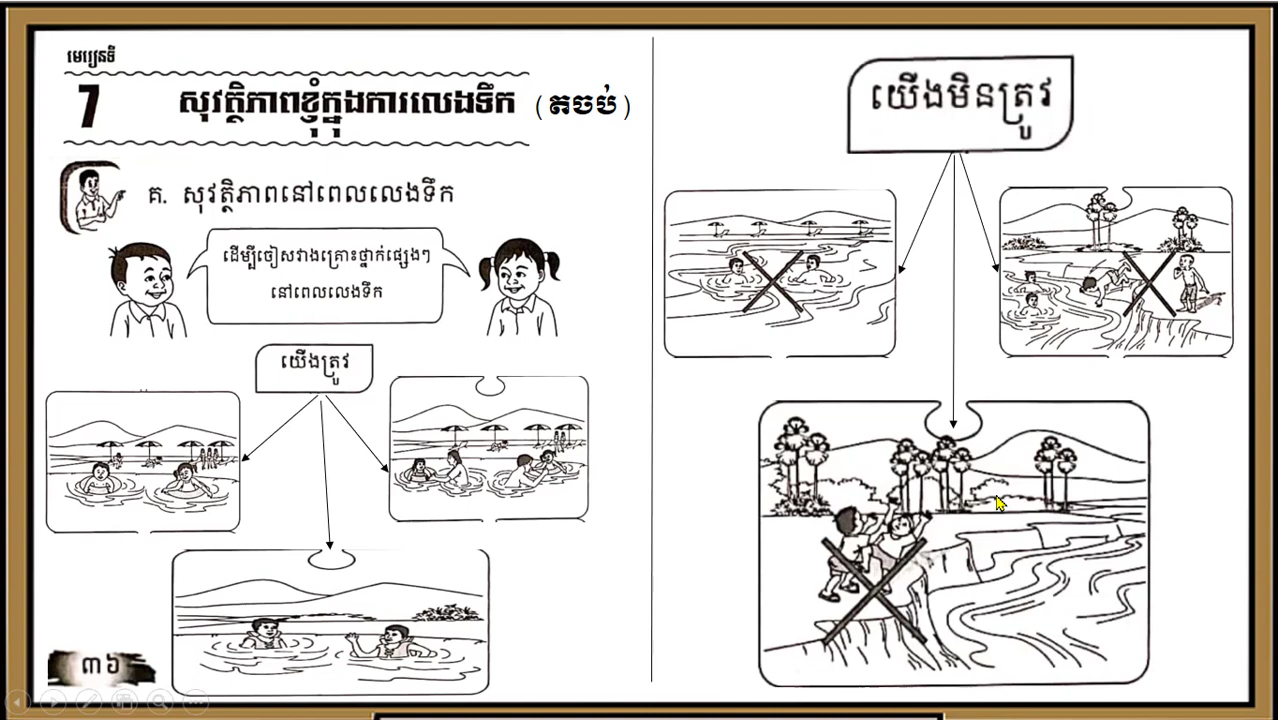 មេរៀនទី
7
សុវត្ថិភាពខ្ញុំក្នុងការលេងទឹក (តចប់)
គ. សុវត្ថិភាពនៅពេលលេងទឹក
ដើម្បីចៀសវាងគ្រោះថ្នាក់ផ្សេងៗ
នៅពេលលេងទឹក
យើងត្រូវ
៣៦
យើងមិនត្រូវ